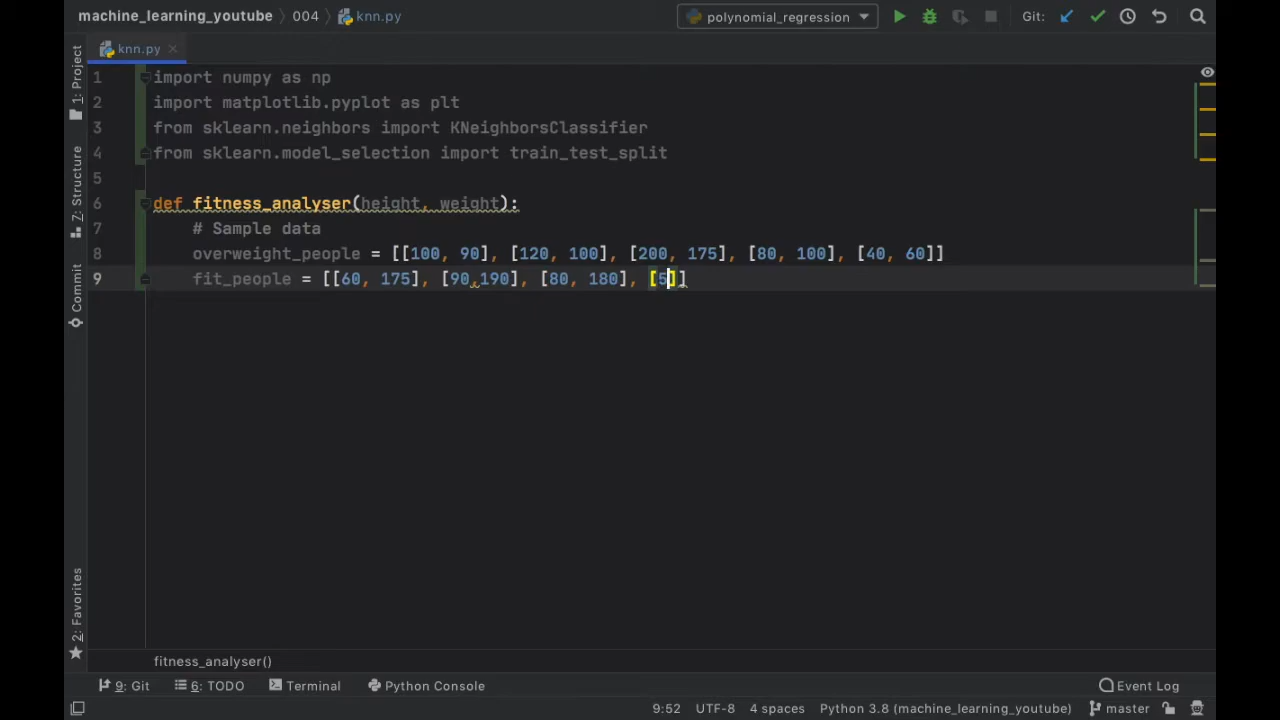 machine_learning_youtube 004 knn.py polynomial_regression Git:
knn.py
1: Project
7: Structure
Commit
2: Favorites
1 import numpy as np
2 import matplotlib.pyplot as plt
3 from sklearn.neighbors import KNeighborsClassifier
4 from sklearn.model_selection import train_test_split
5
6 def fitness_analyser(height, weight):
7 # Sample data
8 overweight_people = [[100, 90], [120, 100], [200, 175], [80, 100], [40, 60]]
9 fit_people = [[60, 175], [90,190], [80, 180], [5]]
fitness_analyser()
9: Git 6: TODO Terminal Python Console Event Log
9:52 UTF-8 4 spaces Python 3.8 (machine_learning_youtube) master